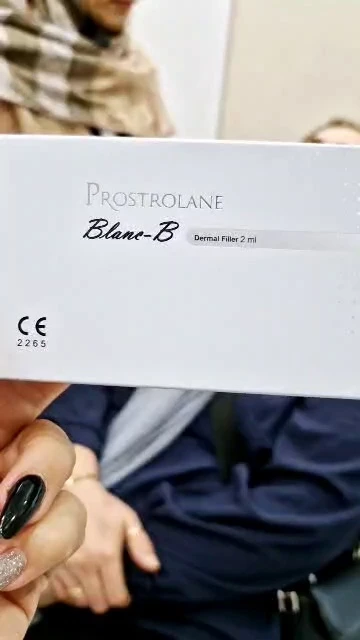 PROSTROLANE
Blanc-B
Dermal Filler 2 ml
CE
2265